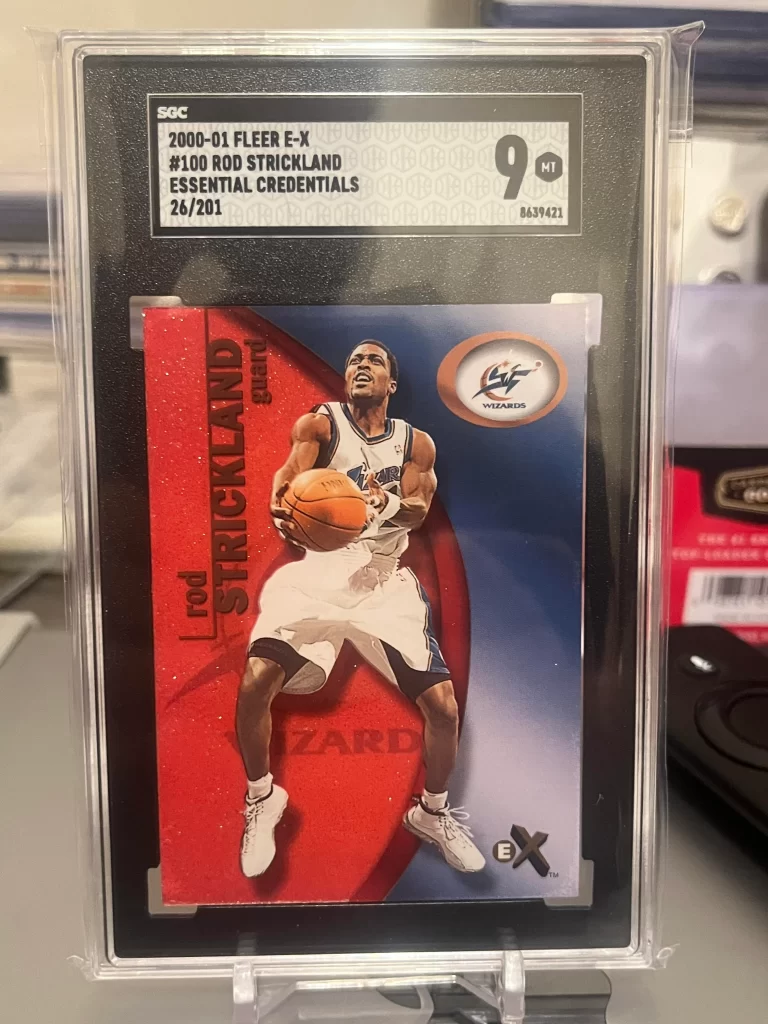 SGC
2000-01 FLEER E-X
#100 ROD STRICKLAND
ESSENTIAL CREDENTIALS
26/201
9
MT
8639421
rod
STRICKLAND
guard
WIZARDS
WIZARDS
eX
TM